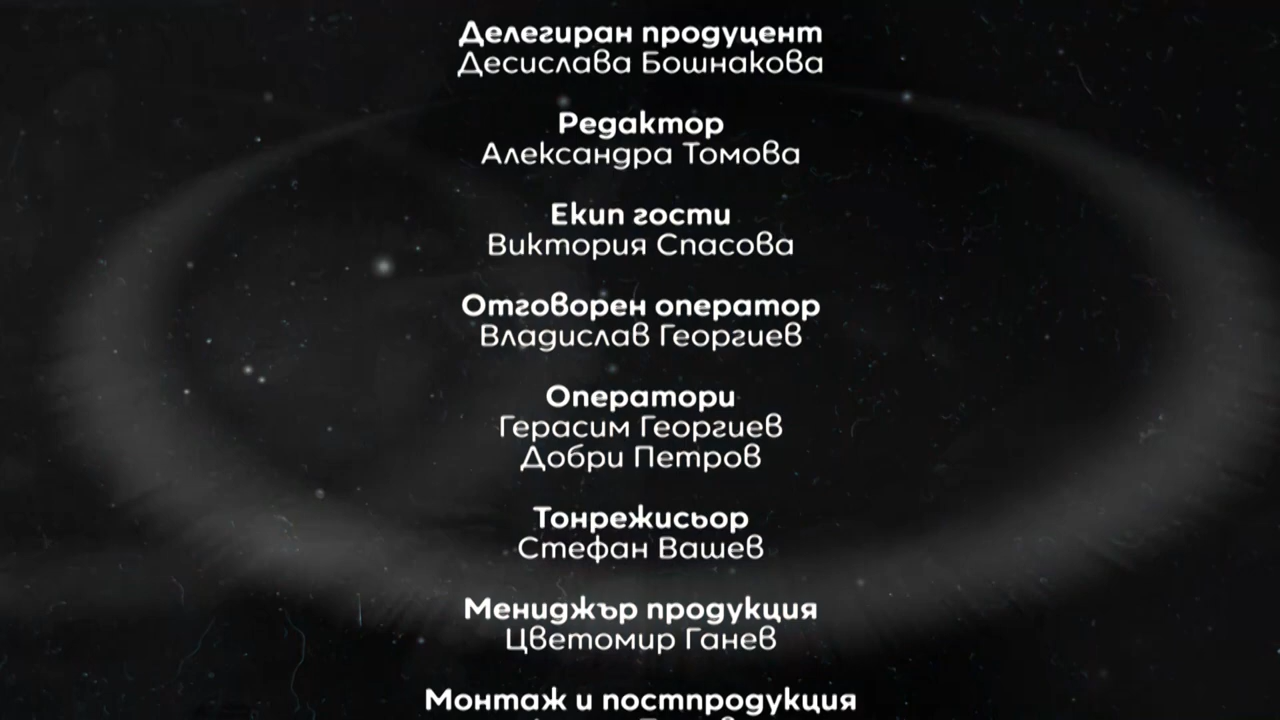 Делегиран продуцент
Десислава Бошнакова
Редактор
Александра Томова
Екип гости
Виктория Спасова
Отговорен оператор
Владислав Георгиев
Оператори
Герасим Георгиев
Добри Петров
Тонрежисьор
Стефан Вашев
Мениджър продукция
Цветомир Ганев
Монтаж и постпродукция